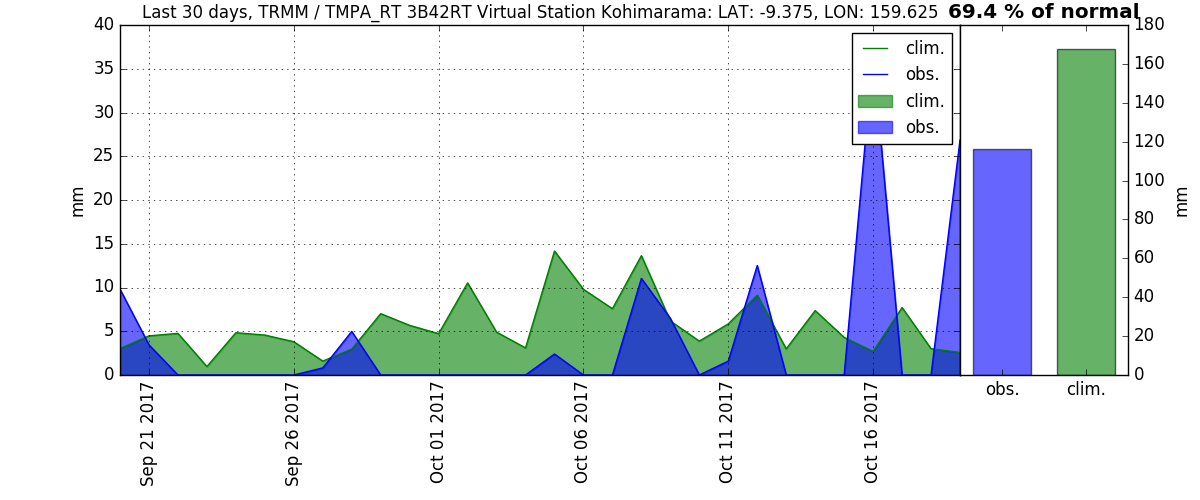 Last 30 days, TRMM / TMPA_RT 3B42RT Virtual Station Kohimarama: LAT: -9.375, LON: 159.625
69.4 % of normal
40
35
30
25
20
15
10
5
0
mm
Sep 21 2017
Sep 26 2017
Oct 01 2017
Oct 06 2017
Oct 11 2017
Oct 16 2017
clim.
obs.
clim.
obs.
180
160
140
120
100
80
60
40
20
0
mm
obs.
clim.